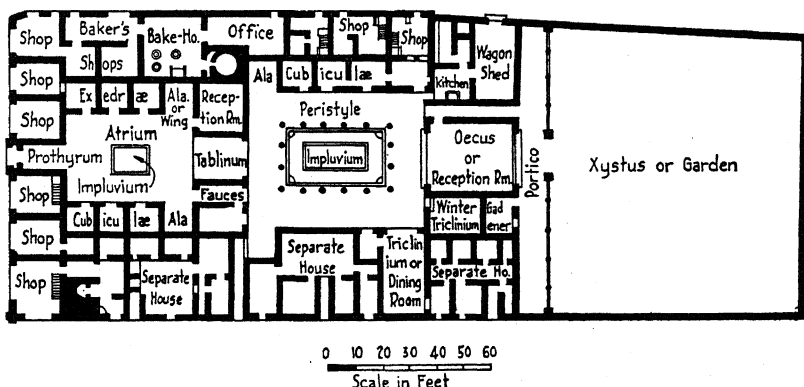 Shop
Baker's
Bake-Ho.
Office
Shop
Shop
Shops
Shop
Ala
Cub
icu
læ
Kitchen
Wagon
Shed
Ex
edr
æ
Ala.
or
Wing
Recep-
tion Rm.
Shop
Atrium
Peristyle
Prothyrum
Impluvium
Tablinum
Impluvium
Oecus
or
Reception Rm.
Portico
Xystus or Garden
Shop
Fauces
Cub
icu
læ
Ala
Winter
Triclinium
Gad
ener
Shop
Shop
Separate
House
Separate
House
Triclin
ium or
Dining
Room
Separate Ho.
0 10 20 30 40 50 60
Scale in Feet